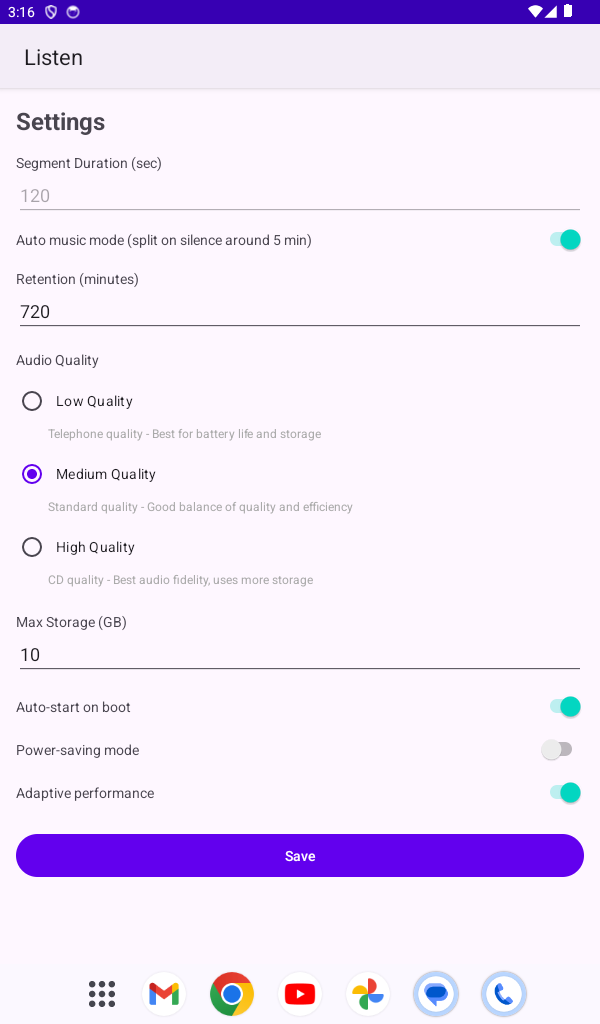 3:16
Listen
Settings
Segment Duration (sec)
120
Auto music mode (split on silence around 5 min)
Retention (minutes)
720
Audio Quality
Low Quality
Telephone quality - Best for battery life and storage
Medium Quality
Standard quality - Good balance of quality and efficiency
High Quality
CD quality - Best audio fidelity, uses more storage
Max Storage (GB)
10
Auto-start on boot
Power-saving mode
Adaptive performance
Save